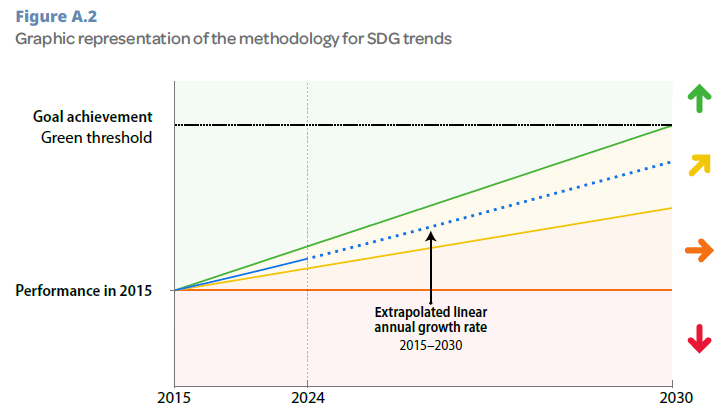 Figure A.2
Graphic representation of the methodology for SDG trends
Goal achievement
Green threshold
Performance in 2015
Extrapolated linear
annual growth rate
2015–2030
2015
2024
2030